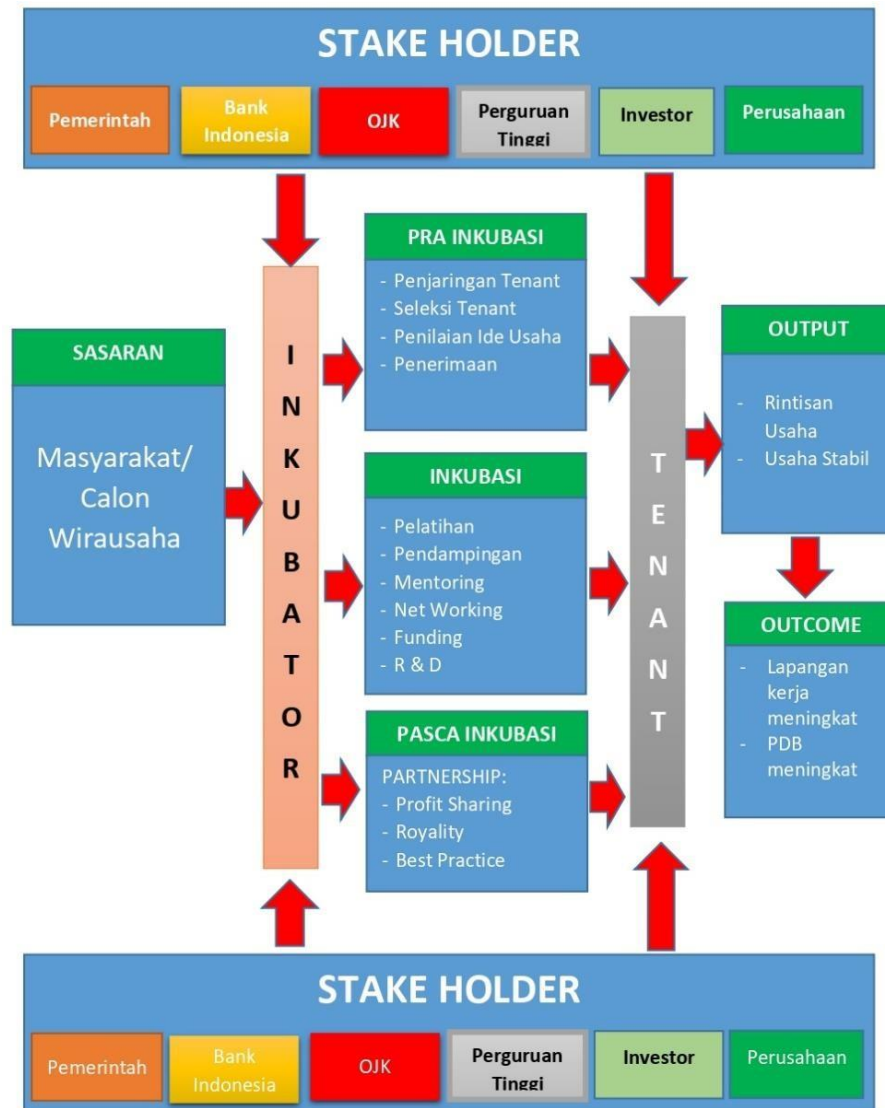 STAKE HOLDER
Pemerintah
Bank
Indonesia
OJK
Perguruan
Tinggi
Investor
Perusahaan
SASARAN
Masyarakat/
Calon
Wirausaha
INKUBATOR
PRA INKUBASI
- Penjaringan Tenant
- Seleksi Tenant
- Penilaian Ide Usaha
- Penerimaan
INKUBASI
- Pelatihan
- Pendampingan
- Mentoring
- Net Working
- Funding
- R & D
PASCA INKUBASI
PARTNERSHIP:
- Profit Sharing
- Royality
- Best Practice
TENANT
OUTPUT
- Rintisan
Usaha
- Usaha Stabil
OUTCOME
- Lapangan
kerja
meningkat
- PDB
meningkat
STAKE HOLDER
Pemerintah
Bank
Indonesia
OJK
Perguruan
Tinggi
Investor
Perusahaan